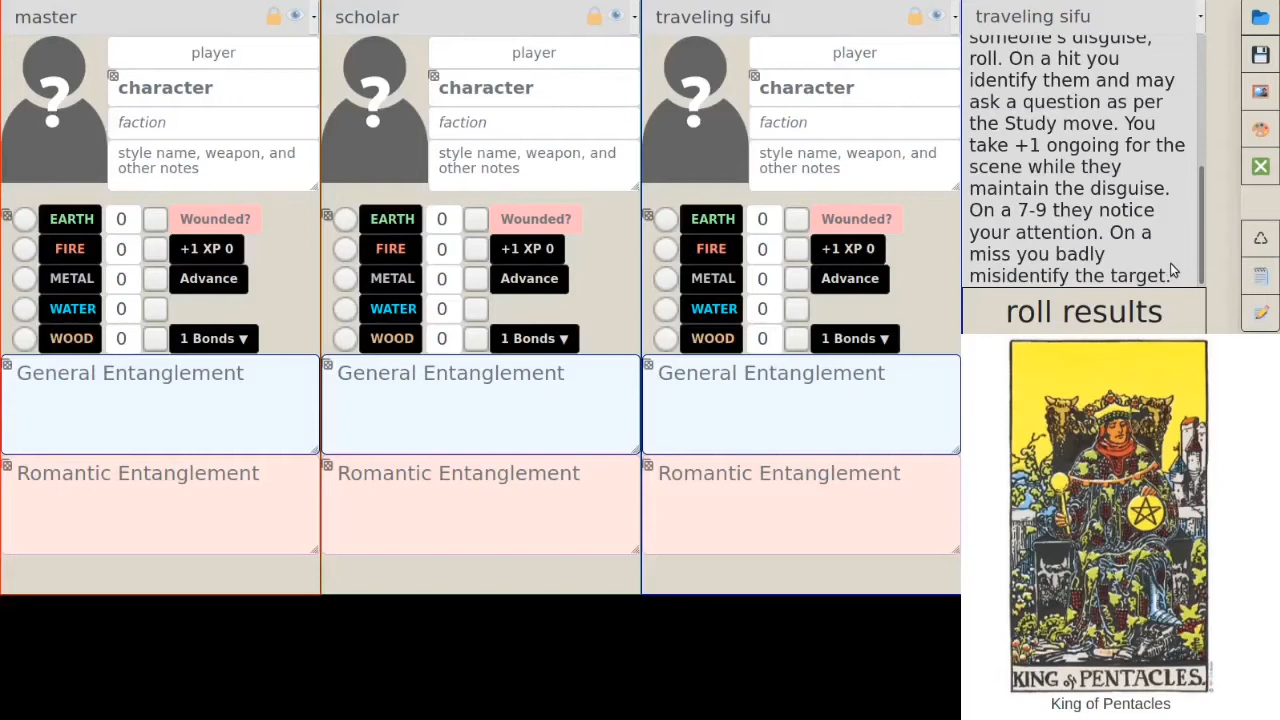 master
player
?
character
faction
style name, weapon, and
other notes
EARTH 0 Wounded?
FIRE 0 +1 XP 0
METAL 0 Advance
WATER 0
WOOD 0 1 Bonds ▼
General Entanglement
Romantic Entanglement
scholar
player
?
character
faction
style name, weapon, and
other notes
EARTH 0 Wounded?
FIRE 0 +1 XP 0
METAL 0 Advance
WATER 0
WOOD 0 1 Bonds ▼
General Entanglement
Romantic Entanglement
traveling sifu
player
?
character
faction
style name, weapon, and
other notes
EARTH 0 Wounded?
FIRE 0 +1 XP 0
METAL 0 Advance
WATER 0
WOOD 0 1 Bonds ▼
General Entanglement
Romantic Entanglement
traveling sifu
someone's disguise,
roll. On a hit you
identify them and may
ask a question as per
the Study move. You
take +1 ongoing for the
scene while they
maintain the disguise.
On a 7-9 they notice
your attention. On a
miss you badly
misidentify the target.
roll results
KING of PENTACLES.
King of Pentacles